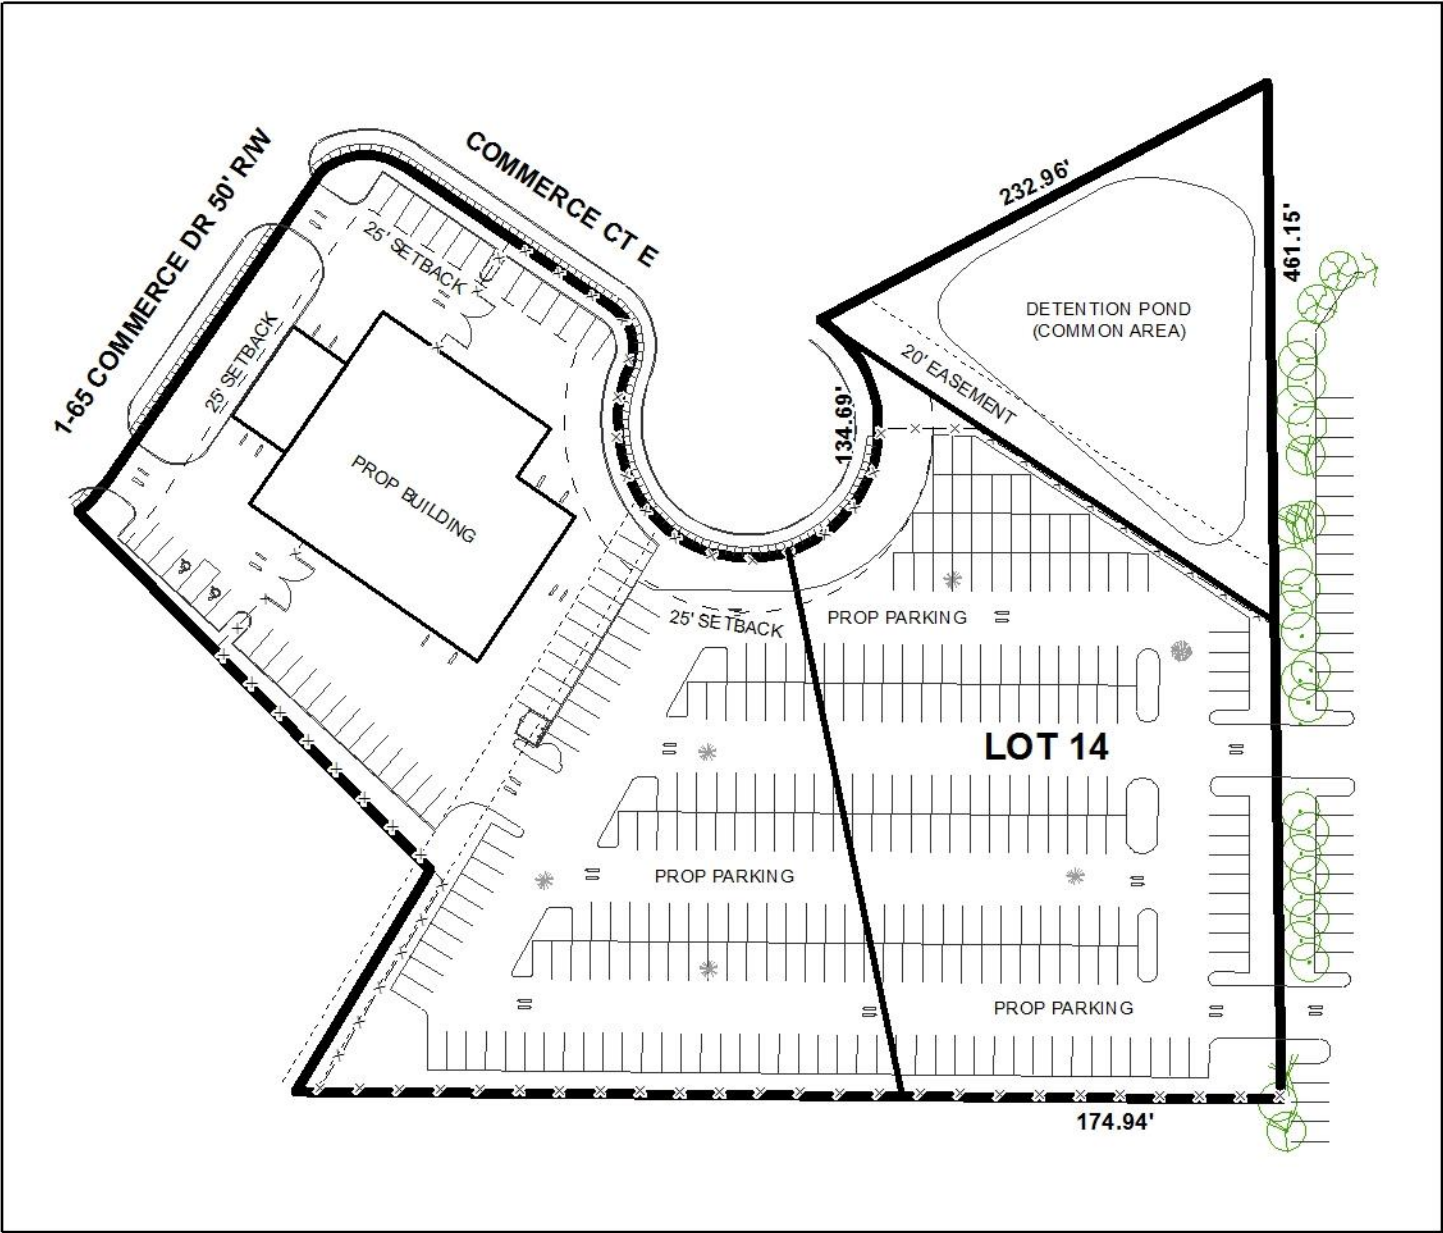 1-65 COMMERCE DR 50' R/W
COMMERCE CT E
232.96'
461.15'
25' SETBACK
25' SETBACK
DETENTION POND
(COMMON AREA)
20' EASEMENT
134.69'
PROP BUILDING
25' SETBACK
PROP PARKING
LOT 14
PROP PARKING
PROP PARKING
174.94'